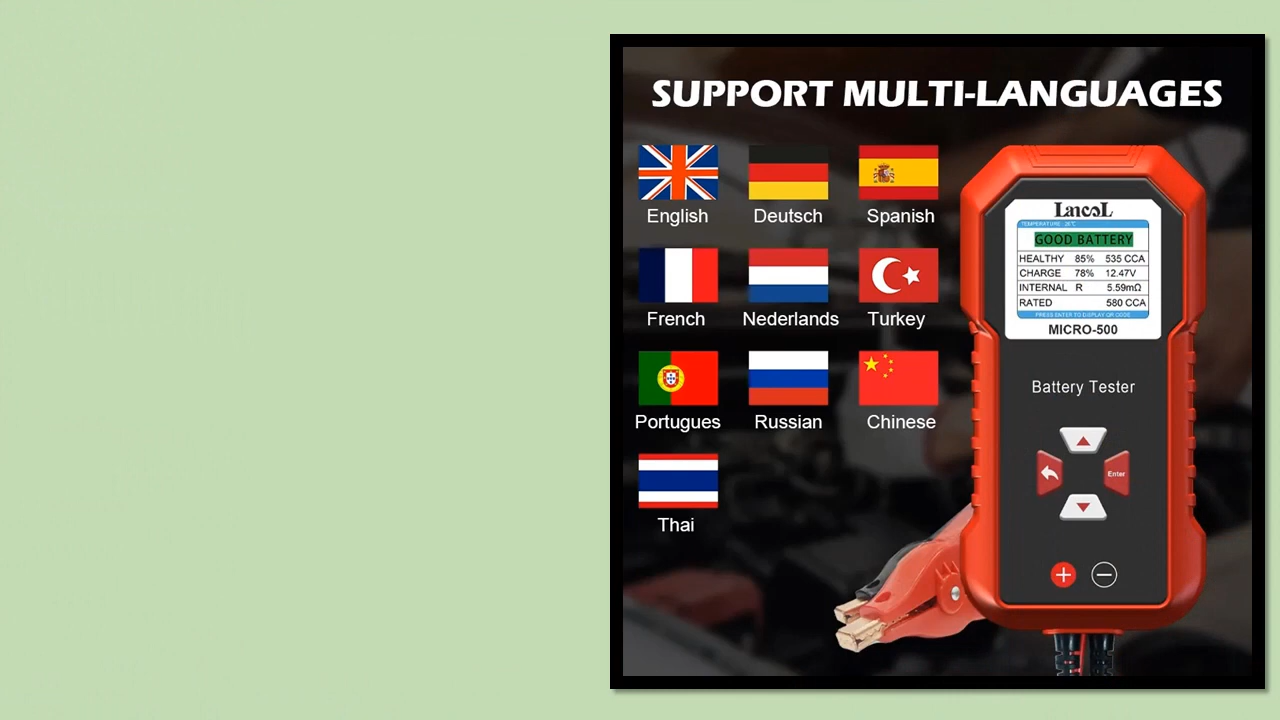 SUPPORT MULTI-LANGUAGES
English
Deutsch
Spanish
French
Nederlands
Turkey
Portugues
Russian
Chinese
Thai
Lancol
TEMPERATURE
GOOD BATTERY
HEALTHY 85% 535 CCA
CHARGE 78% 12.47V
INTERNAL R 5.59mΩ
RATED 580 CCA
PRESS ENTER TO DISPLAY QR CODE
MICRO-500
Battery Tester
Enter